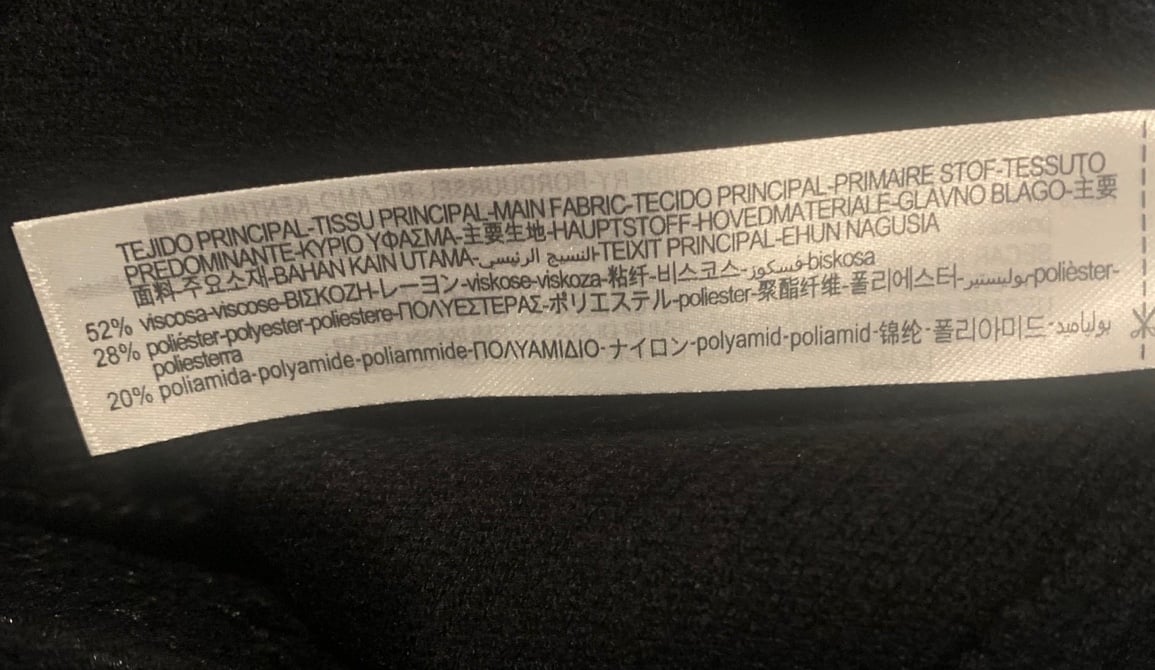 TEJIDO PRINCIPAL-TISSU PRINCIPAL-MAIN FABRIC-TECIDO PRINCIPAL-PRIMAIRE STOF-TESSUTO
PREDOMINANTE-ΚΥΡΙΟ ΥΦΑΣΜΑ-主要生地-HAUPTSTOFF-HOVEDMATERIALE-GLAVNO BLAGO-主要
面料-주요소재-BAHAN KAIN UTAMA-النسيج الرئيسي-TEIXIT PRINCIPAL-EHUN NAGUSIA
52% viscosa-viscose-ΒΙΣΚΟΖΗ-レーヨン-viskose-viskoza-粘纤-비스코스-فسكوز-biskosa
28% poliéster-polyester-poliestere-ΠΟΛΥΕΣΤΕΡΑΣ-ポリエステル-poliester-聚酯纤维-폴리에스터-بوليستير-polièster-
poliesterra
20% poliamida-polyamide-poliammide-ΠΟΛΥΑΜΙΔΙΟ-ナイロン-polyamid-poliamid-锦纶-폴리아미드-بولياميد